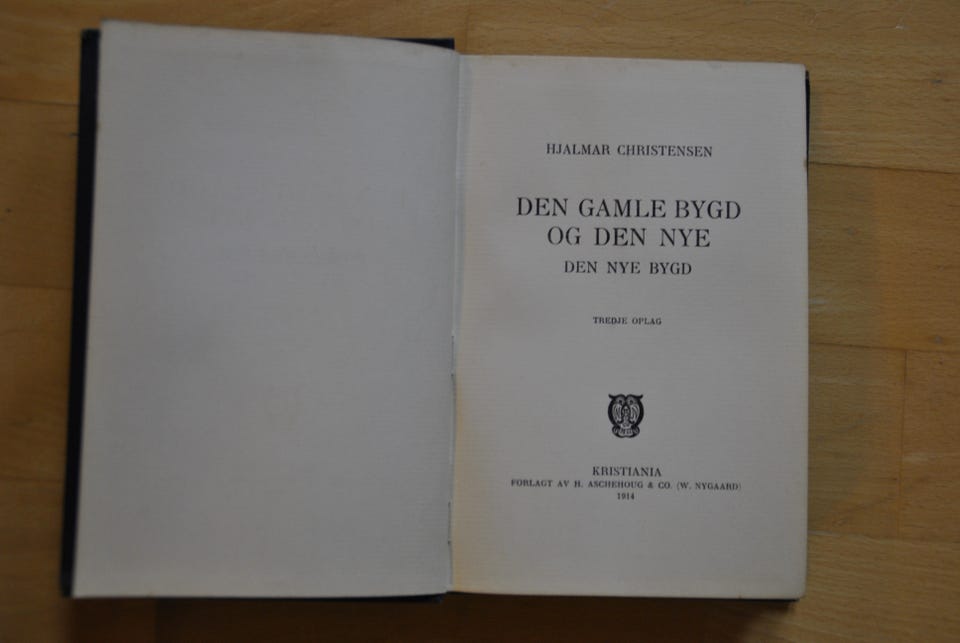 HJALMAR CHRISTENSEN
DEN GAMLE BYGD
OG DEN NYE
DEN NYE BYGD
TREDJE OPLAG
KRISTIANIA
FORLAGT AV H. ASCHEHOUG & CO. (W. NYGAARD)
1914